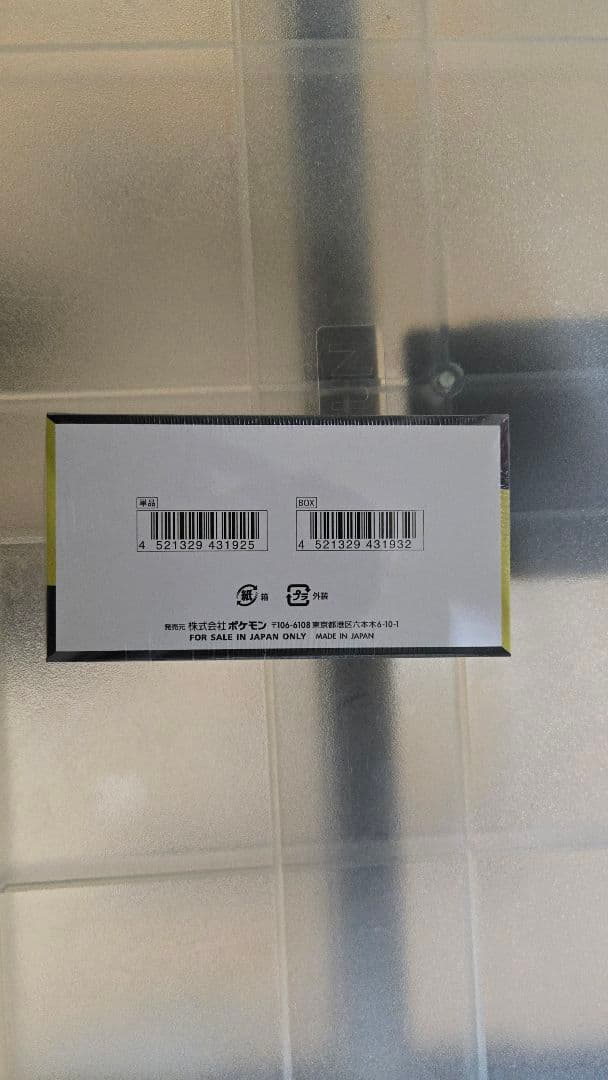 単品
BOX
4 521329 431925
4 521329 431932
紙 箱
プラ 外装
発売元 株式会社ポケモン 〒106-6108 東京都港区六本木6-10-1
FOR SALE IN JAPAN ONLY MADE IN JAPAN